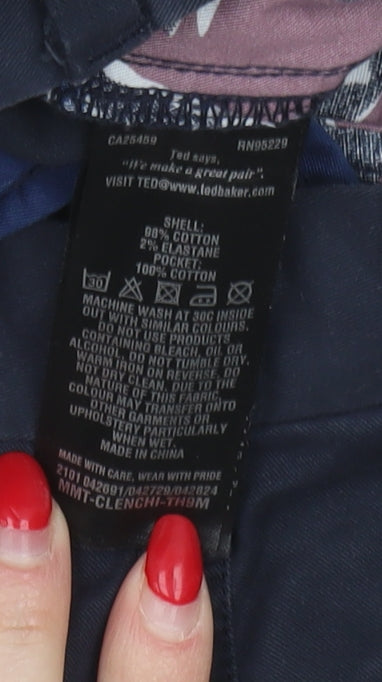 CA25459 RN95229
Ted says,
"We make a great pair".
VISIT TED@www.tedbaker.com
SHELL:
98% COTTON
2% ELASTANE
POCKET:
100% COTTON
30
MACHINE WASH AT 30C INSIDE
OUT WITH SIMILAR COLOURS.
DO NOT USE PRODUCTS
CONTAINING BLEACH, OIL OR
ALCOHOL. DO NOT TUMBLE DRY.
WARM IRON ON REVERSE. DO
NOT DRY CLEAN. DUE TO THE
NATURE OF THIS FABRIC
COLOUR MAY TRANSFER ONTO
OTHER GARMENTS OR
UPHOLSTERY PARTICULARLY
WHEN WET.
MADE IN CHINA
MADE WITH CARE, WEAR WITH PRIDE
2101 042691/042729/042824
MMT-CLENCHI-TH9M